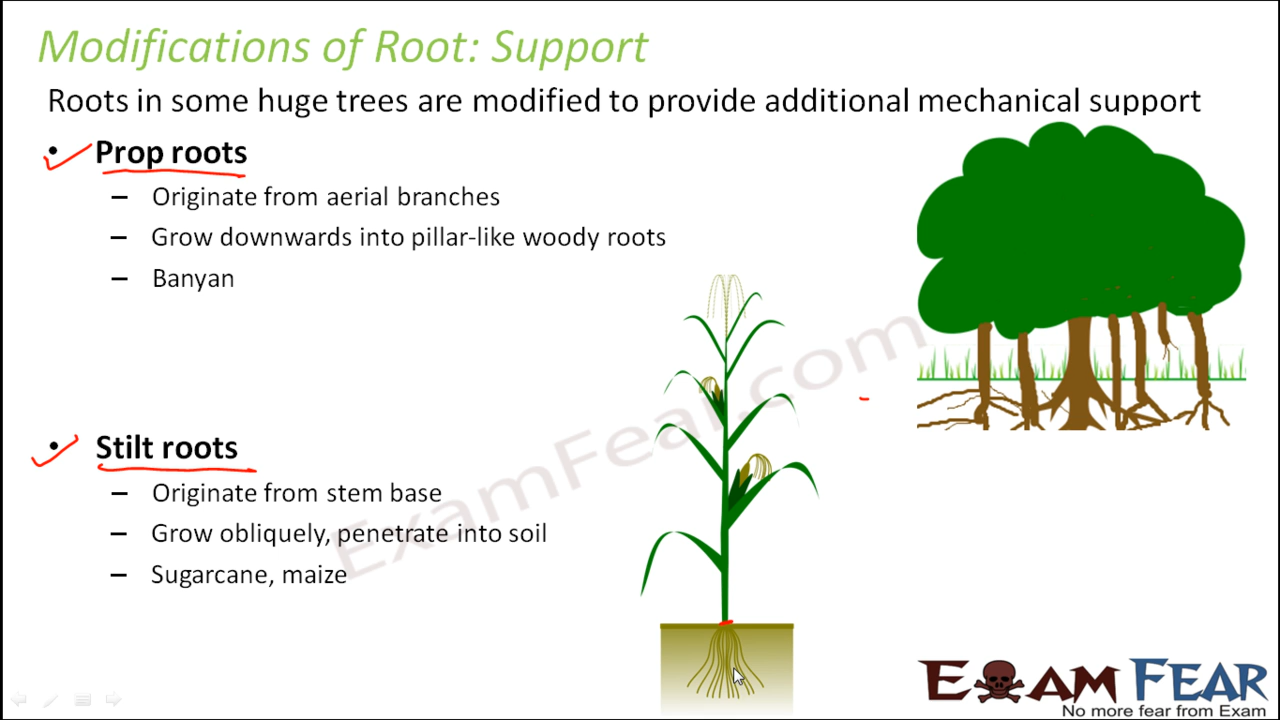 Modifications of Root: Support
Roots in some huge trees are modified to provide additional mechanical support
• Prop roots
– Originate from aerial branches
– Grow downwards into pillar-like woody roots
– Banyan
ExamFear.com
• Stilt roots
– Originate from stem base
– Grow obliquely, penetrate into soil
– Sugarcane, maize
EXAM FEAR
No more fear from Exam